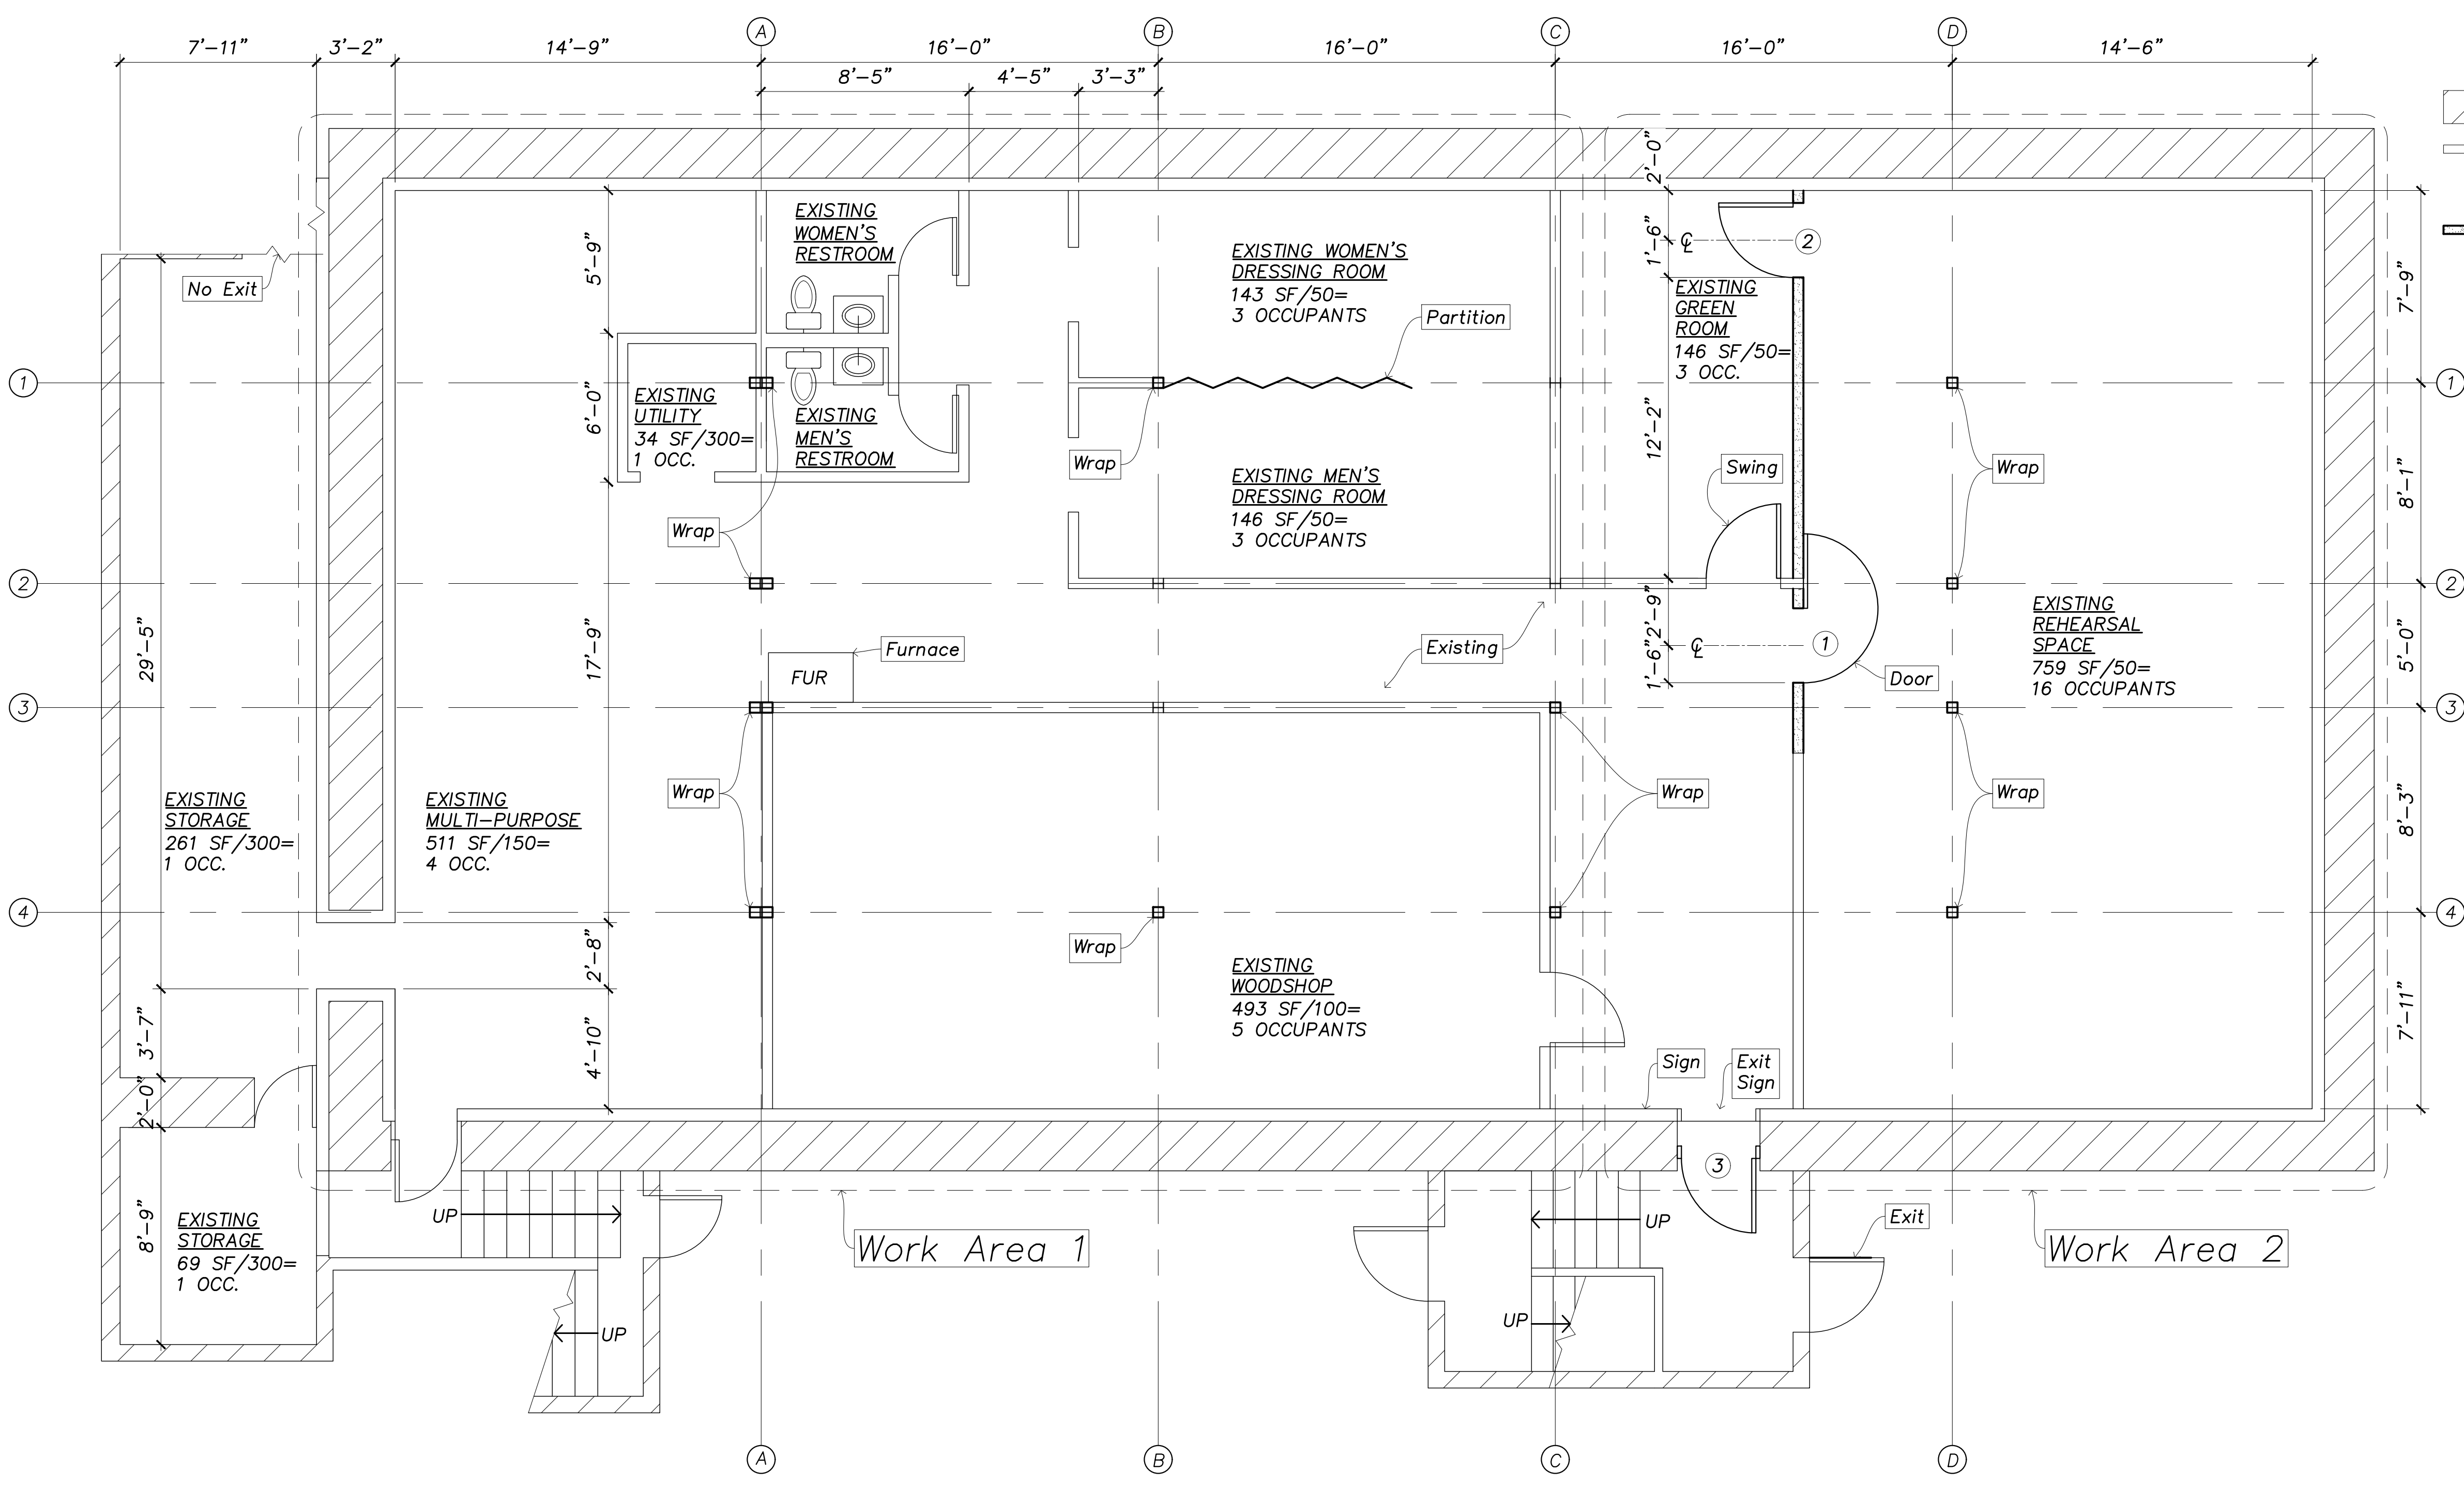 A
B
C
D
7'-11"
3'-2"
14'-9"
16'-0"
16'-0"
16'-0"
14'-6"
8'-5"
4'-5"
3'-3"
2'-0"
1'-6"
12'-2"
2'-9"
1'-6"
5'-9"
6'-0"
17'-9"
2'-8"
4'-10"
29'-5"
3'-7"
2'-0"
8'-9"
7'-9"
8'-1"
5'-0"
8'-3"
7'-11"
1
2
3
4
1
2
3
4
No Exit
EXISTING
WOMEN'S
RESTROOM
EXISTING
UTILITY
34 SF/300=
1 OCC.
EXISTING
MEN'S
RESTROOM
EXISTING WOMEN'S
DRESSING ROOM
143 SF/50=
3 OCCUPANTS
Partition
EXISTING MEN'S
DRESSING ROOM
146 SF/50=
3 OCCUPANTS
CL
2
EXISTING
GREEN
ROOM
146 SF/50=
3 OCC.
Swing
Wrap
Wrap
Wrap
Furnace
FUR
Existing
CL
1
Door
EXISTING
REHEARSAL
SPACE
759 SF/50=
16 OCCUPANTS
EXISTING
STORAGE
261 SF/300=
1 OCC.
EXISTING
MULTI-PURPOSE
511 SF/150=
4 OCC.
Wrap
Wrap
Wrap
Wrap
EXISTING
WOODSHOP
493 SF/100=
5 OCCUPANTS
Sign
Exit
Sign
3
EXISTING
STORAGE
69 SF/300=
1 OCC.
UP
UP
UP
UP
Exit
Work Area 1
Work Area 2
A
B
C
D